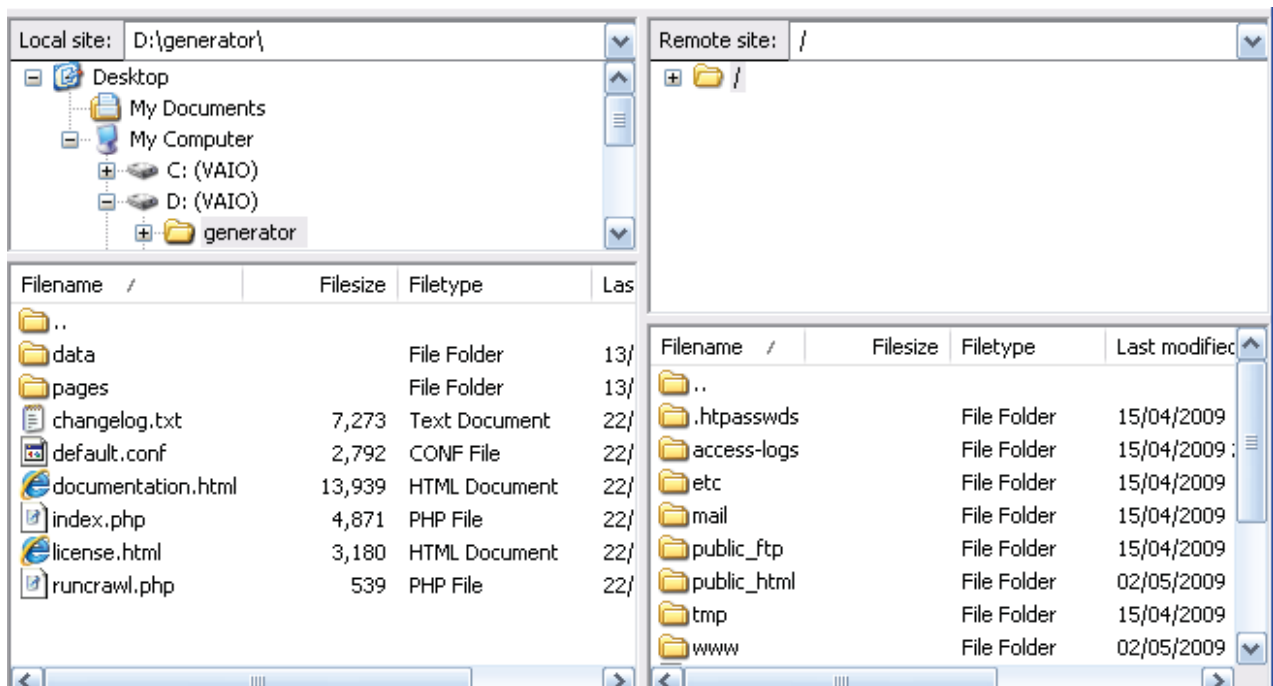 Local site: D:\generator\
Desktop
My Documents
My Computer
C: (VAIO)
D: (VAIO)
generator
Filename / Filesize Filetype Las
..
data File Folder 13/
pages File Folder 13/
changelog.txt 7,273 Text Document 22/
default.conf 2,792 CONF File 22/
documentation.html 13,939 HTML Document 22/
index.php 4,871 PHP File 22/
license.html 3,180 HTML Document 22/
runcrawl.php 539 PHP File 22/
Remote site: /
/
Filename / Filesize Filetype Last modified
..
.htpasswds File Folder 15/04/2009
access-logs File Folder 15/04/2009
etc File Folder 15/04/2009
mail File Folder 15/04/2009
public_ftp File Folder 15/04/2009
public_html File Folder 02/05/2009
tmp File Folder 15/04/2009
www File Folder 02/05/2009